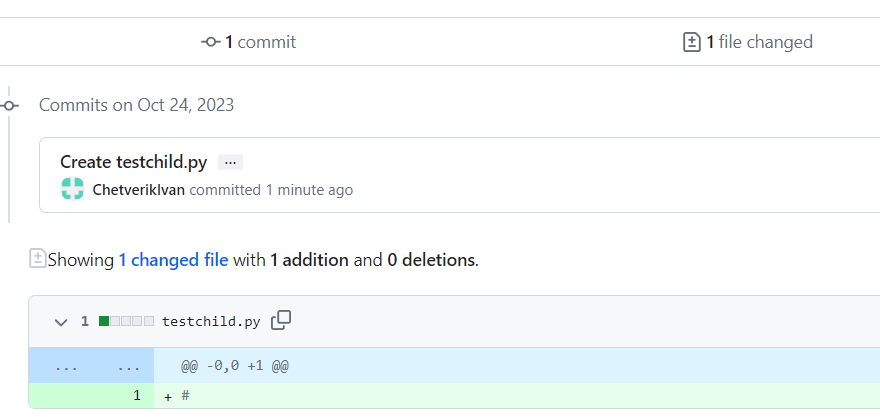 1 commit
1 file changed
Commits on Oct 24, 2023
Create testchild.py ...
ChetverikIvan committed 1 minute ago
Showing 1 changed file with 1 addition and 0 deletions.
1 testchild.py
... ... @@ -0,0 +1 @@
1 + #